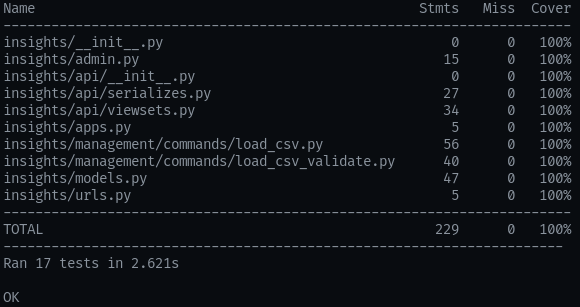 Name Stmts Miss Cover
-----------------------------------------------------------------------
insights/__init__.py 0 0 100%
insights/admin.py 15 0 100%
insights/api/__init__.py 0 0 100%
insights/api/serializes.py 27 0 100%
insights/api/viewsets.py 34 0 100%
insights/apps.py 5 0 100%
insights/management/commands/load_csv.py 56 0 100%
insights/management/commands/load_csv_validate.py 40 0 100%
insights/models.py 47 0 100%
insights/urls.py 5 0 100%
-----------------------------------------------------------------------
TOTAL 229 0 100%
----------------------------------------------------------------------
Ran 17 tests in 2.621s
OK